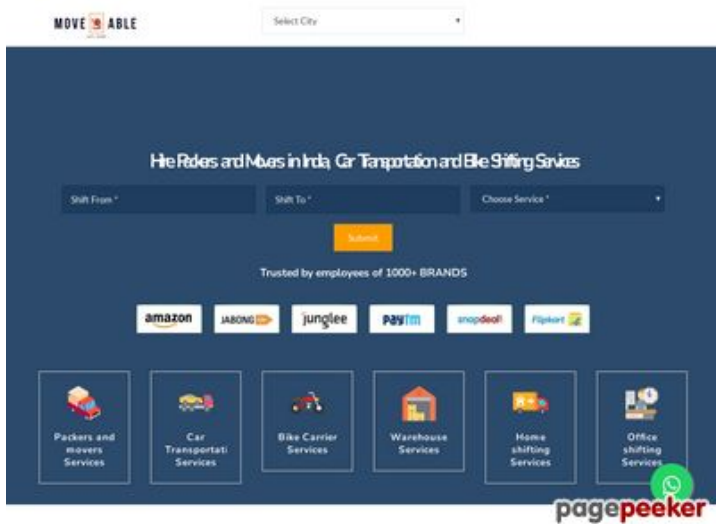 MOVE ABLE
Select City
Hire Packers and Movers in India, Car Transportation and Bike Shifting Services
Shift From *
Shift To *
Choose Service *
Submit
Trusted by employees of 1000+ BRANDS
amazon
JABONG
junglee
Paytm
snapdeal
Flipkart
Packers and
movers
Services
Car
Transportati
Services
Bike Carrier
Services
Warehouse
Services
Home
shifting
Services
Office
shifting
Services
pagepeeker